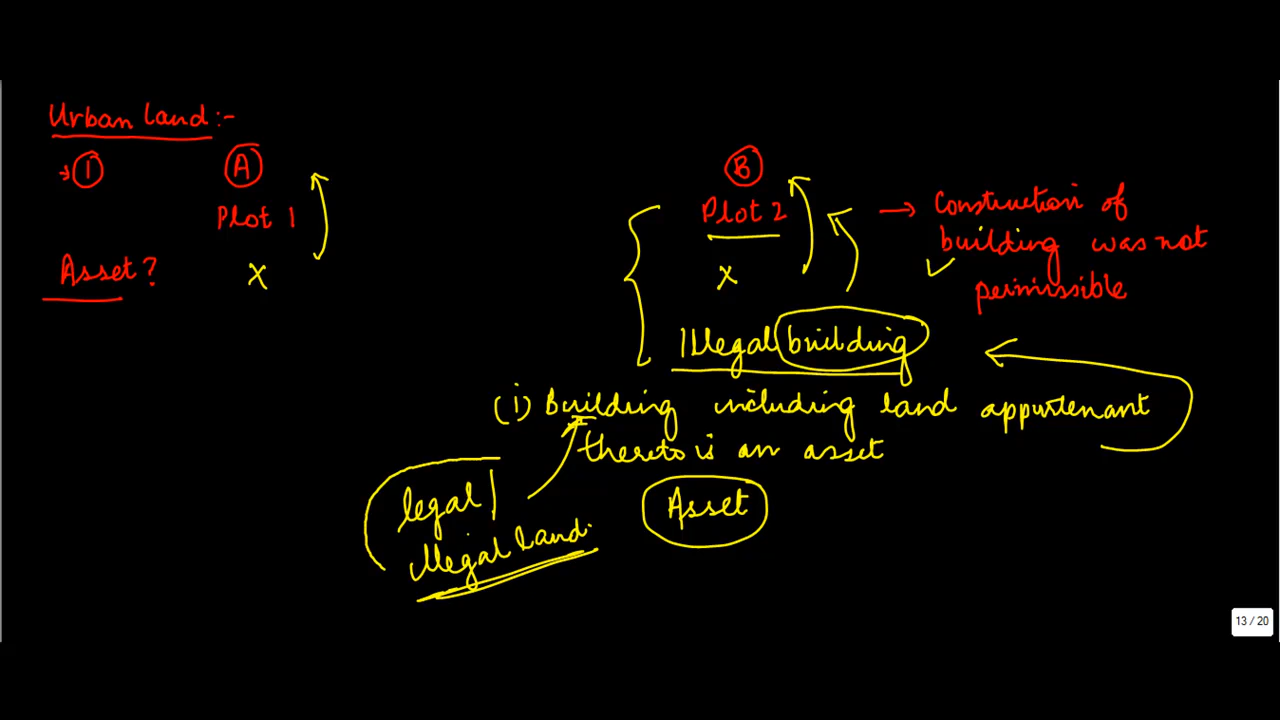 Urban land :-
→ 1 A B
Plot 1 Plot 2 → Construction of
building was not
permissible
Asset? X X
Illegal building
(i) Building including land appurtenant
thereto is an asset
legal/
illegal land.
Asset
13 / 20